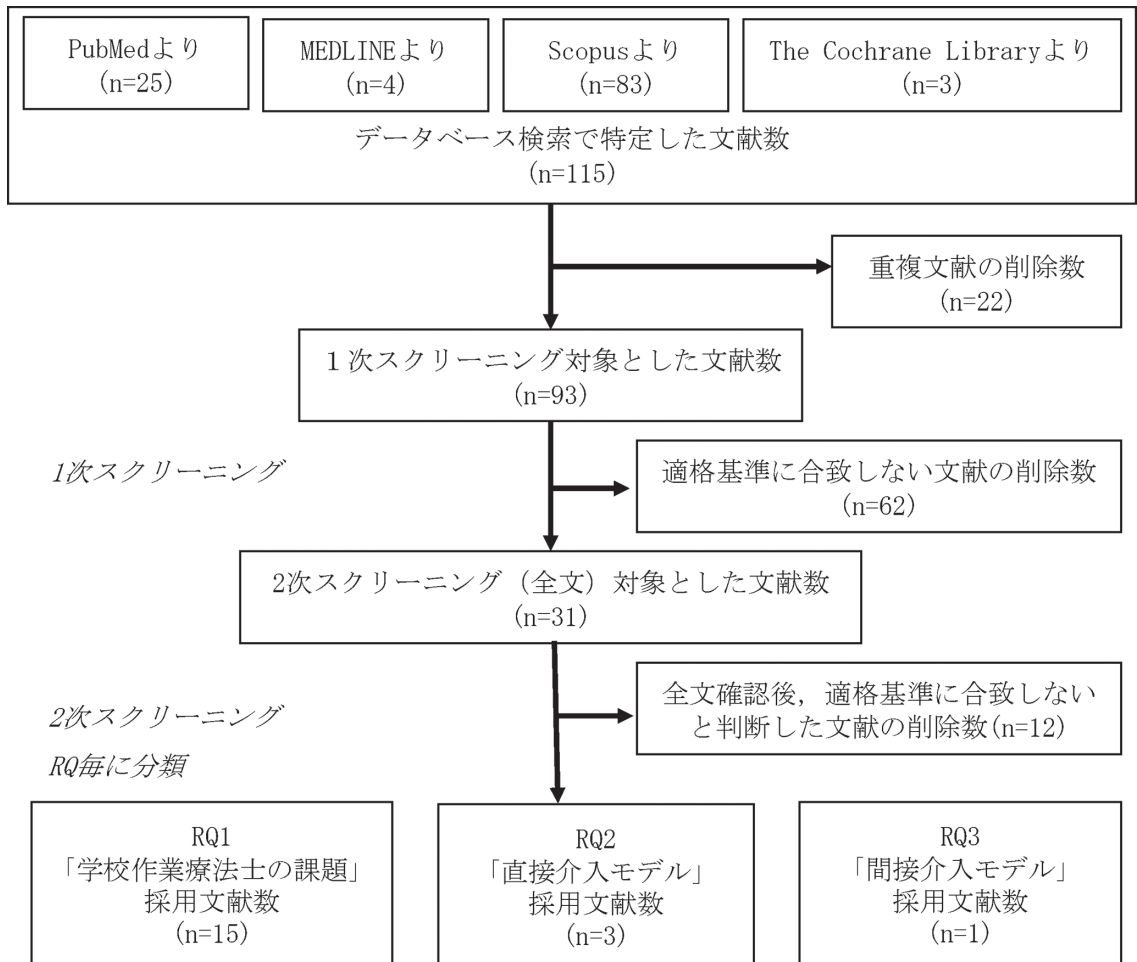 PubMedより
(n=25)
MEDLINEより
(n=4)
Scopusより
(n=83)
The Cochrane Libraryより
(n=3)
データベース検索で特定した文献数
(n=115)
重複文献の削除数
(n=22)
１次スクリーニング対象とした文献数
(n=93)
1次スクリーニング
適格基準に合致しない文献の削除数
(n=62)
2次スクリーニング（全文）対象とした文献数
(n=31)
2次スクリーニング
全文確認後，適格基準に合致しない
と判断した文献の削除数(n=12)
RQ毎に分類
RQ1
「学校作業療法士の課題」
採用文献数
(n=15)
RQ2
「直接介入モデル」
採用文献数
(n=3)
RQ3
「間接介入モデル」
採用文献数
(n=1)